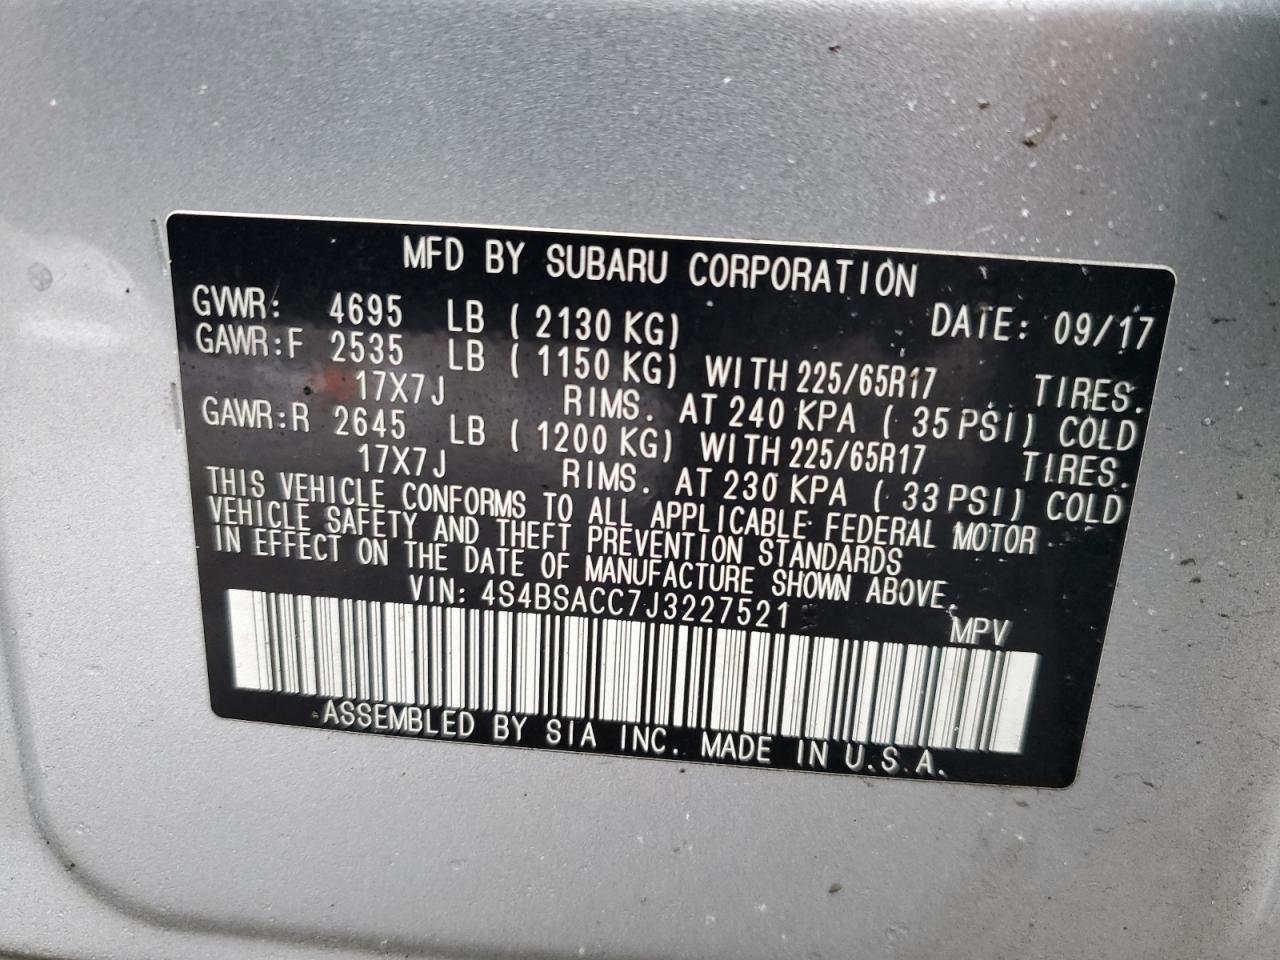 MFD BY SUBARU CORPORATION
GVWR: 4695 LB ( 2130 KG) DATE: 09/17
GAWR:F 2535 LB ( 1150 KG) WITH 225/65R17 TIRES.
17X7J RIMS. AT 240 KPA ( 35 PSI) COLD
GAWR:R 2645 LB ( 1200 KG) WITH 225/65R17 TIRES.
17X7J RIMS. AT 230 KPA ( 33 PSI) COLD
THIS VEHICLE CONFORMS TO ALL APPLICABLE FEDERAL MOTOR
VEHICLE SAFETY AND THEFT PREVENTION STANDARDS
IN EFFECT ON THE DATE OF MANUFACTURE SHOWN ABOVE.
VIN: 4S4BSACC7J3227521 MPV
ASSEMBLED BY SIA INC. MADE IN U.S.A.